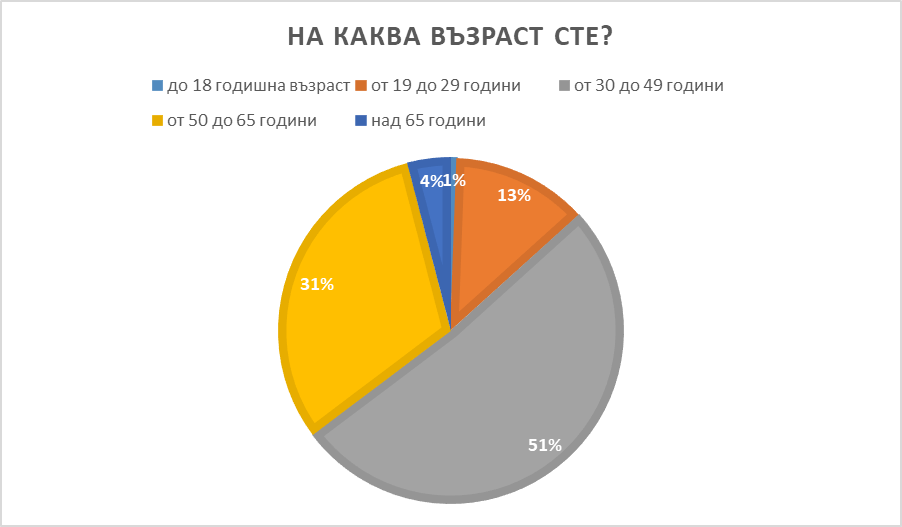 НА КАКВА ВЪЗРАСТ СТЕ?
до 18 годишна възраст от 19 до 29 години от 30 до 49 години
от 50 до 65 години над 65 години
4% 1%
13%
31%
51%